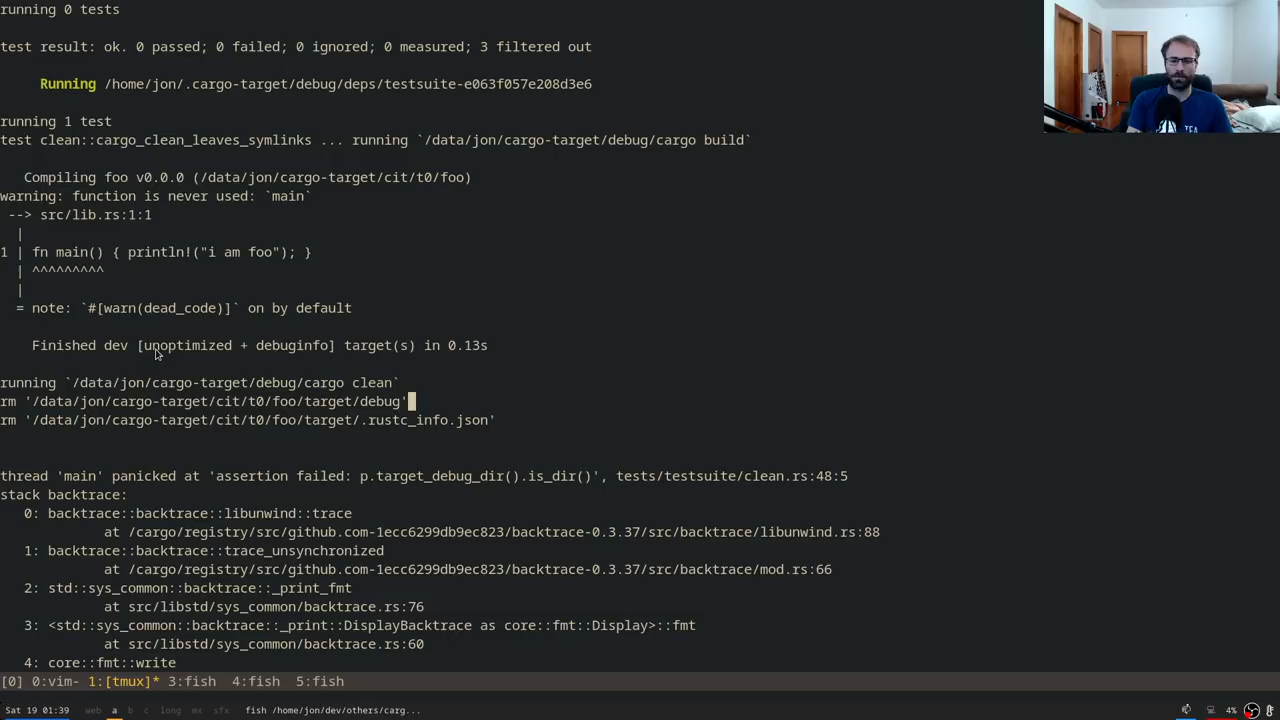 running 0 tests
test result: ok. 0 passed; 0 failed; 0 ignored; 0 measured; 3 filtered out
Running /home/jon/.cargo-target/debug/deps/testsuite-e063f057e208d3e6
running 1 test
test clean::cargo_clean_leaves_symlinks ... running `/data/jon/cargo-target/debug/cargo build`
Compiling foo v0.0.0 (/data/jon/cargo-target/cit/t0/foo)
warning: function is never used: `main`
--> src/lib.rs:1:1
|
1 | fn main() { println!("i am foo"); }
| ^^^^^^^^^
|
= note: `#[warn(dead_code)]` on by default
Finished dev [unoptimized + debuginfo] target(s) in 0.13s
running `/data/jon/cargo-target/debug/cargo clean`
rm '/data/jon/cargo-target/cit/t0/foo/target/debug'
rm '/data/jon/cargo-target/cit/t0/foo/target/.rustc_info.json'
thread 'main' panicked at 'assertion failed: p.target_debug_dir().is_dir()', tests/testsuite/clean.rs:48:5
stack backtrace:
0: backtrace::backtrace::libunwind::trace
at /cargo/registry/src/github.com-1ecc6299db9ec823/backtrace-0.3.37/src/backtrace/libunwind.rs:88
1: backtrace::backtrace::trace_unsynchronized
at /cargo/registry/src/github.com-1ecc6299db9ec823/backtrace-0.3.37/src/backtrace/mod.rs:66
2: std::sys_common::backtrace::_print_fmt
at src/libstd/sys_common/backtrace.rs:76
3: <std::sys_common::backtrace::_print::DisplayBacktrace as core::fmt::Display>::fmt
at src/libstd/sys_common/backtrace.rs:60
4: core::fmt::write
[0] 0:vim- 1:[tmux]* 3:fish 4:fish 5:fish
Sat 19 01:39 web a b c long mx sfx fish /home/jon/dev/others/carg... 4%